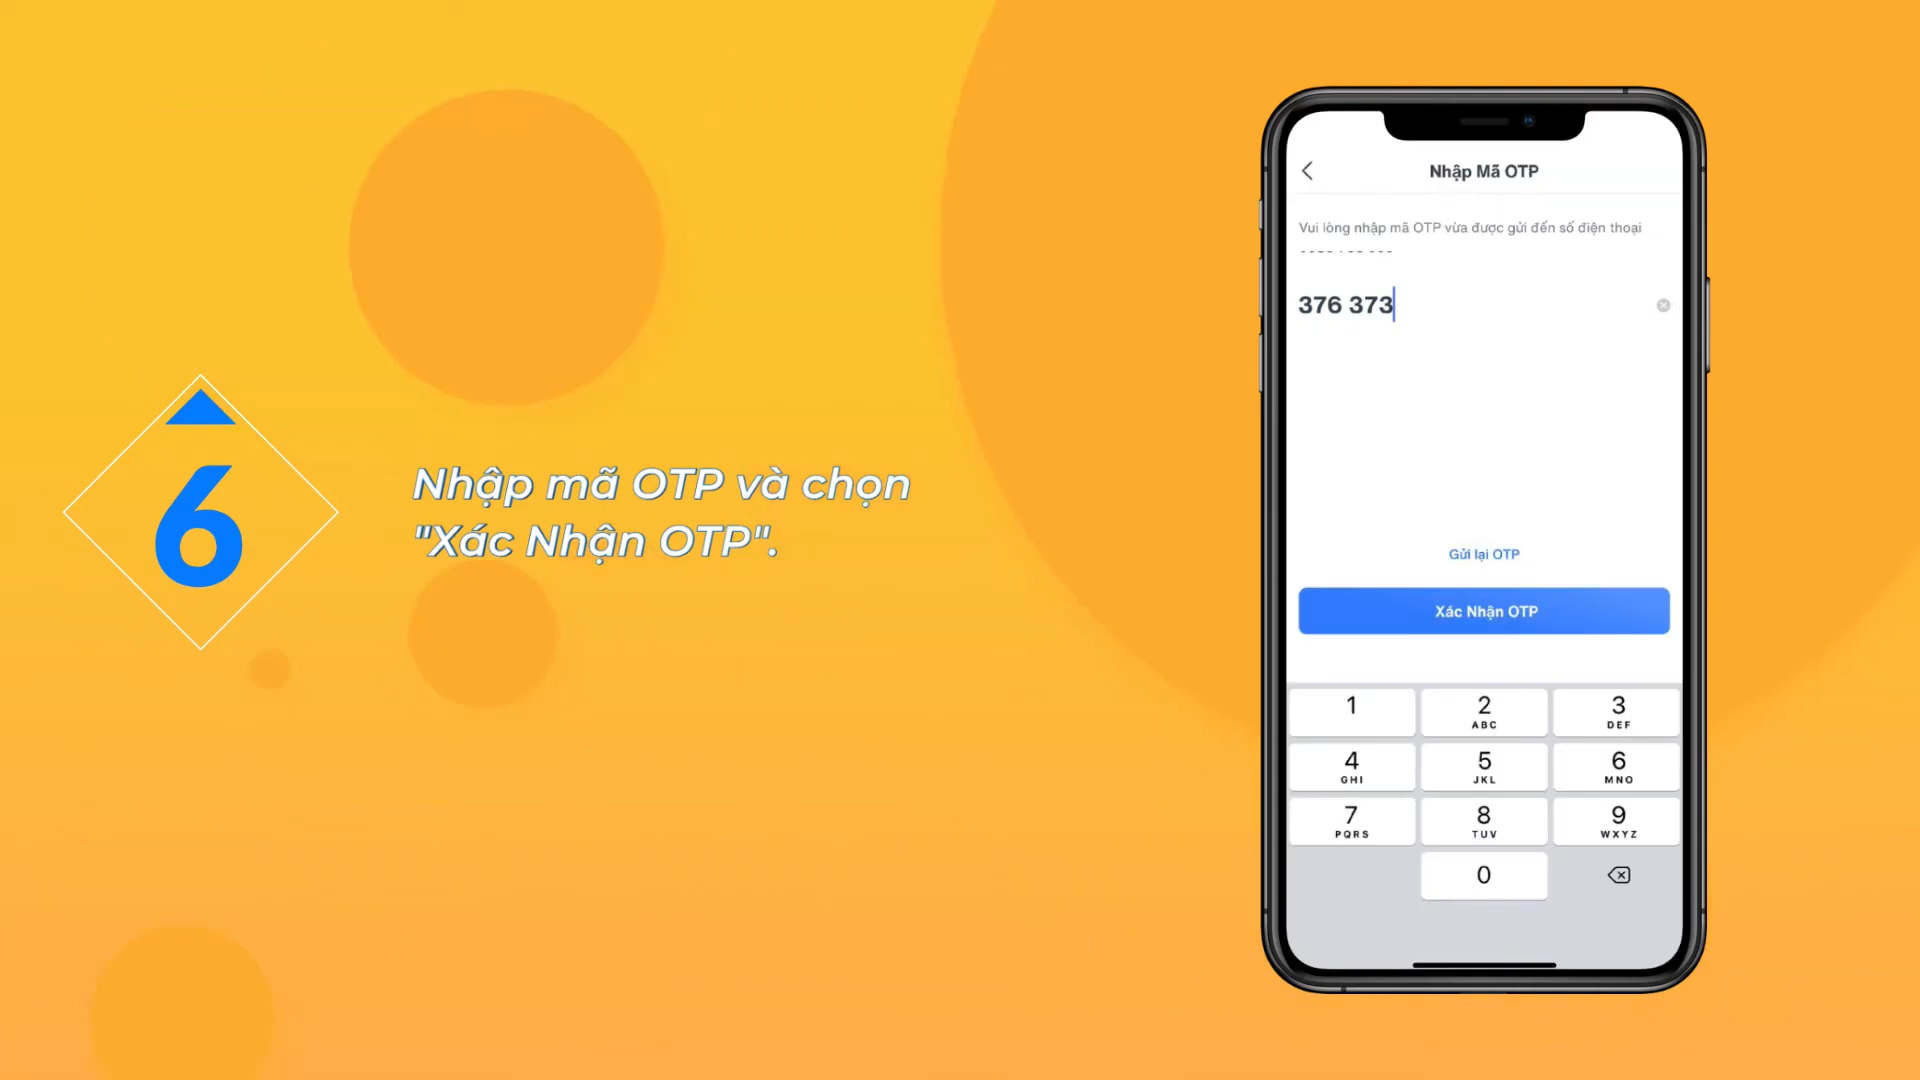 6
Nhập mã OTP và chọn
"Xác Nhận OTP".
Nhập Mã OTP
Vui lòng nhập mã OTP vừa được gửi đến số điện thoại
376 373
Gửi lại OTP
Xác Nhận OTP
1
2
ABC
3
DEF
4
GHI
5
JKL
6
MNO
7
PQRS
8
TUV
9
WXYZ
0